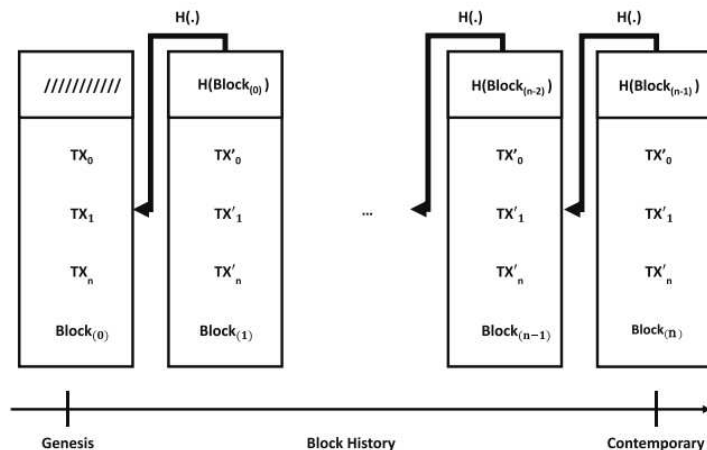 H(.) H(.) H(.)
/////////// H(Block(0)) H(Block(n-2)) H(Block(n-1))
TX0 TX'0 TX'0 TX'0
TX1 TX'1 ... TX'1 TX'1
TXn TX'n TX'n TX'n
Block(0) Block(1) Block(n−1) Block(n)
Genesis Block History Contemporary